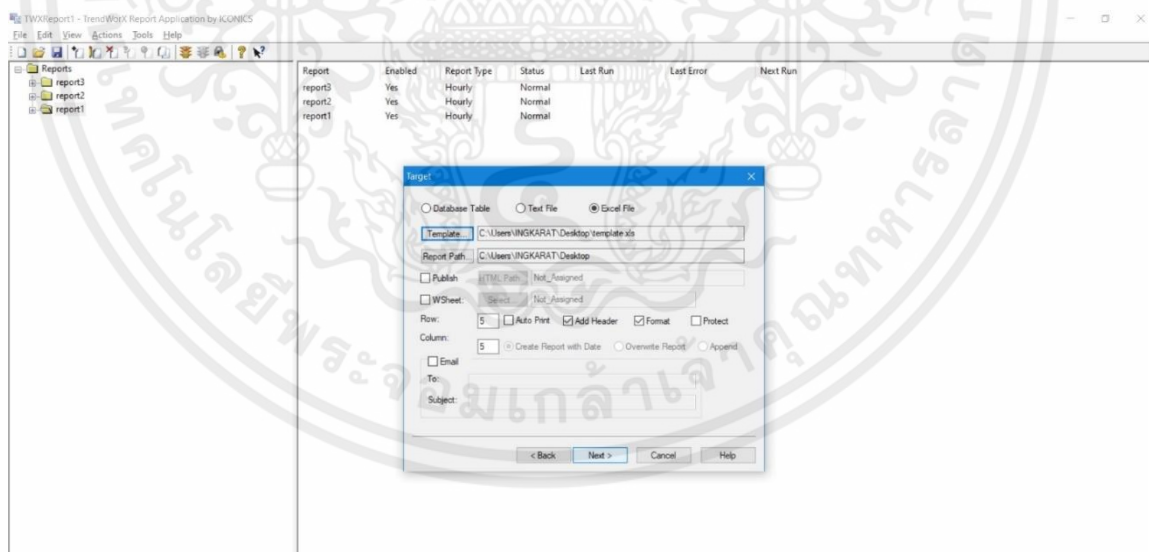 TWXReport1 - TrendWorX Report Application by ICONICS
File Edit View Actions Tools Help
Reports
report3
report2
report1
Report Enabled Report Type Status Last Run Last Error Next Run
report3 Yes Hourly Normal
report2 Yes Hourly Normal
report1 Yes Hourly Normal
Target
Database Table Text File Excel File
Template... C:\Users\INGKARAT\Desktop\template.xls
Report Path... C:\Users\INGKARAT\Desktop
Publish HTML Path... Not_Assigned
WSheet: Select... Not_Assigned
Row: 5 Auto Print Add Header Format Protect
Column: 5 Create Report with Date Overwrite Report Append
Email
To:
Subject:
< Back Next > Cancel Help